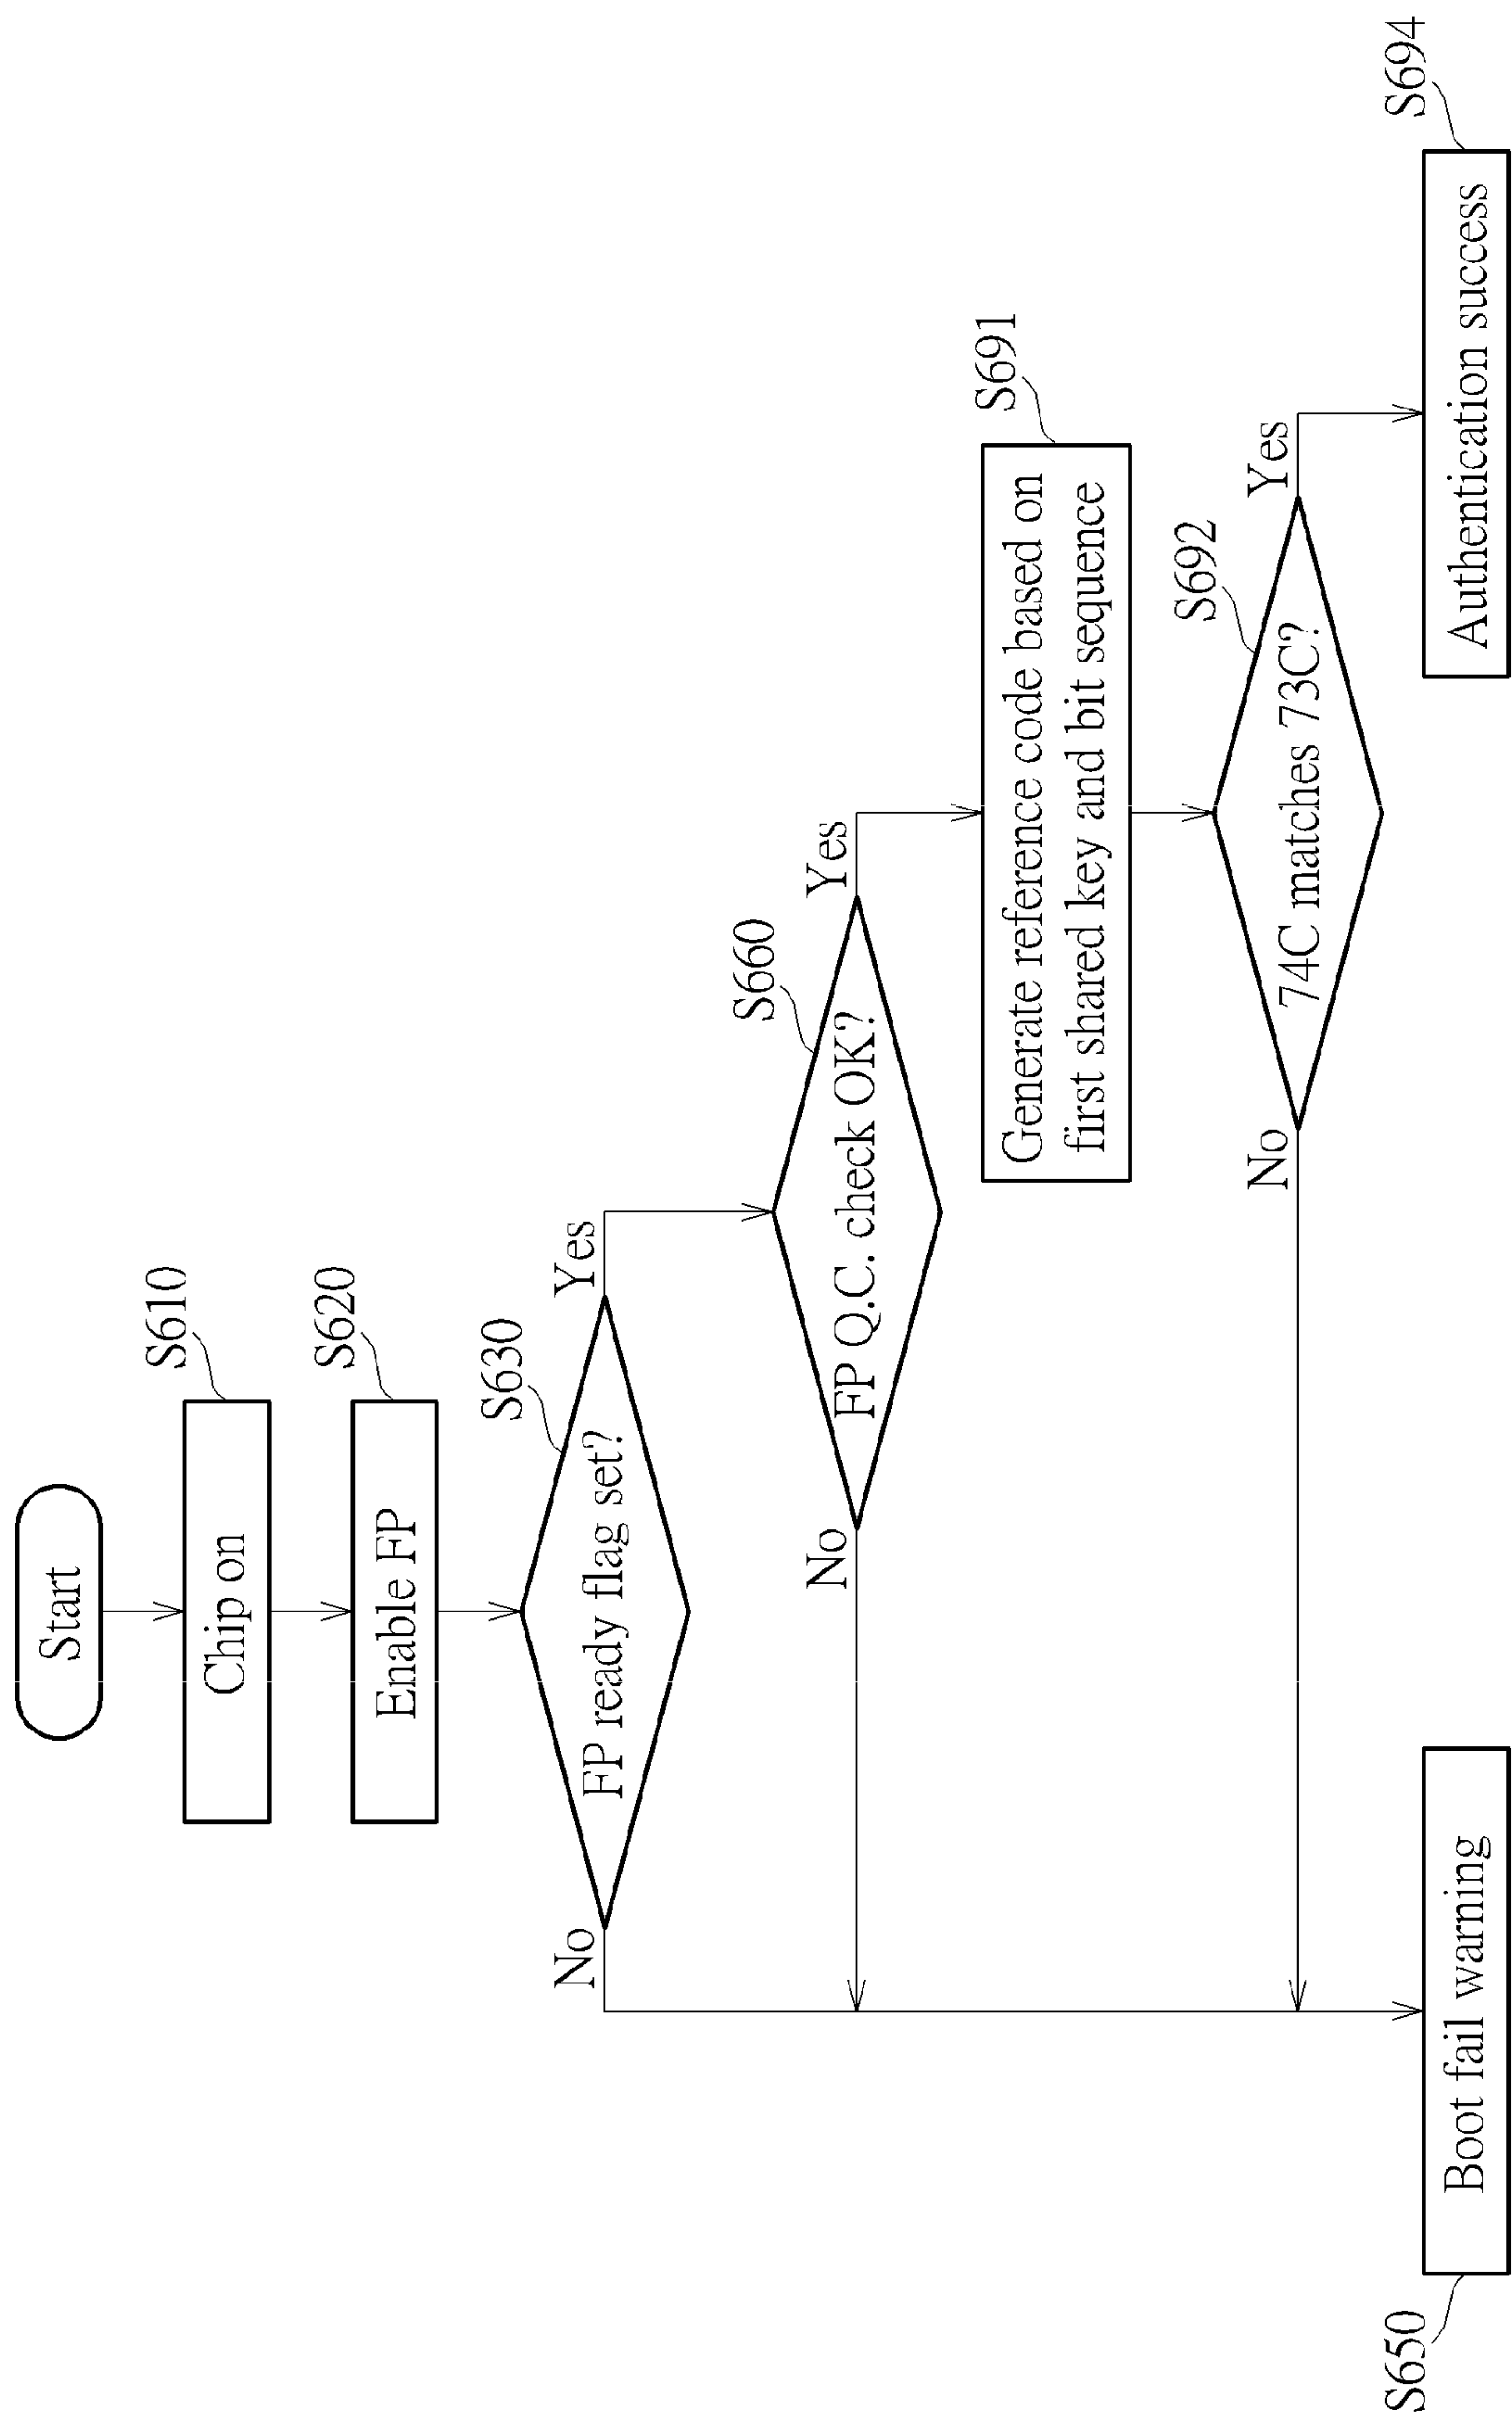 Start
Chip on
S610
Enable FP
S620
FP ready flag set?
S630
No
Yes
FP Q.C. check OK?
S660
No
Yes
Generate reference code based on
first shared key and bit sequence
S691
74C matches 73C?
S692
No
Yes
Boot fail warning
S650
Authentication success
S694